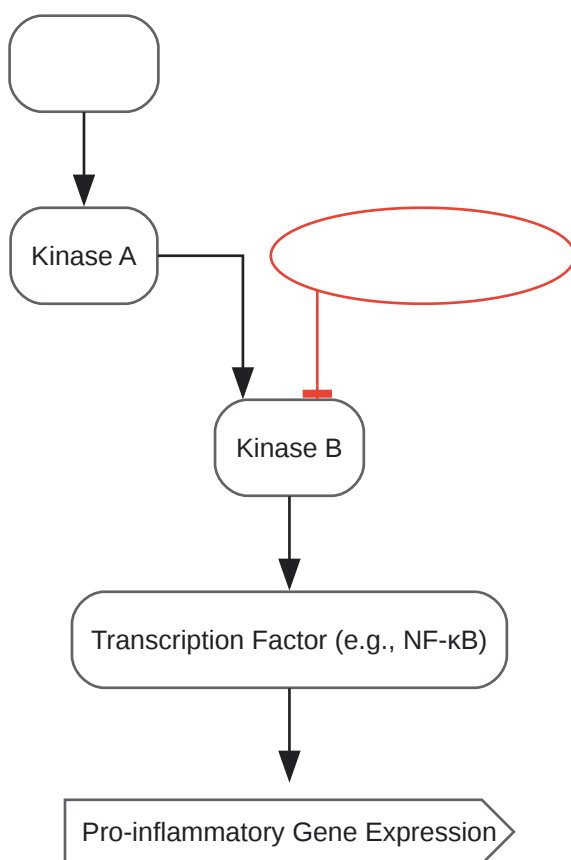 Kinase A
Kinase B
Transcription Factor (e.g., NF-κB)
Pro-inflammatory Gene Expression